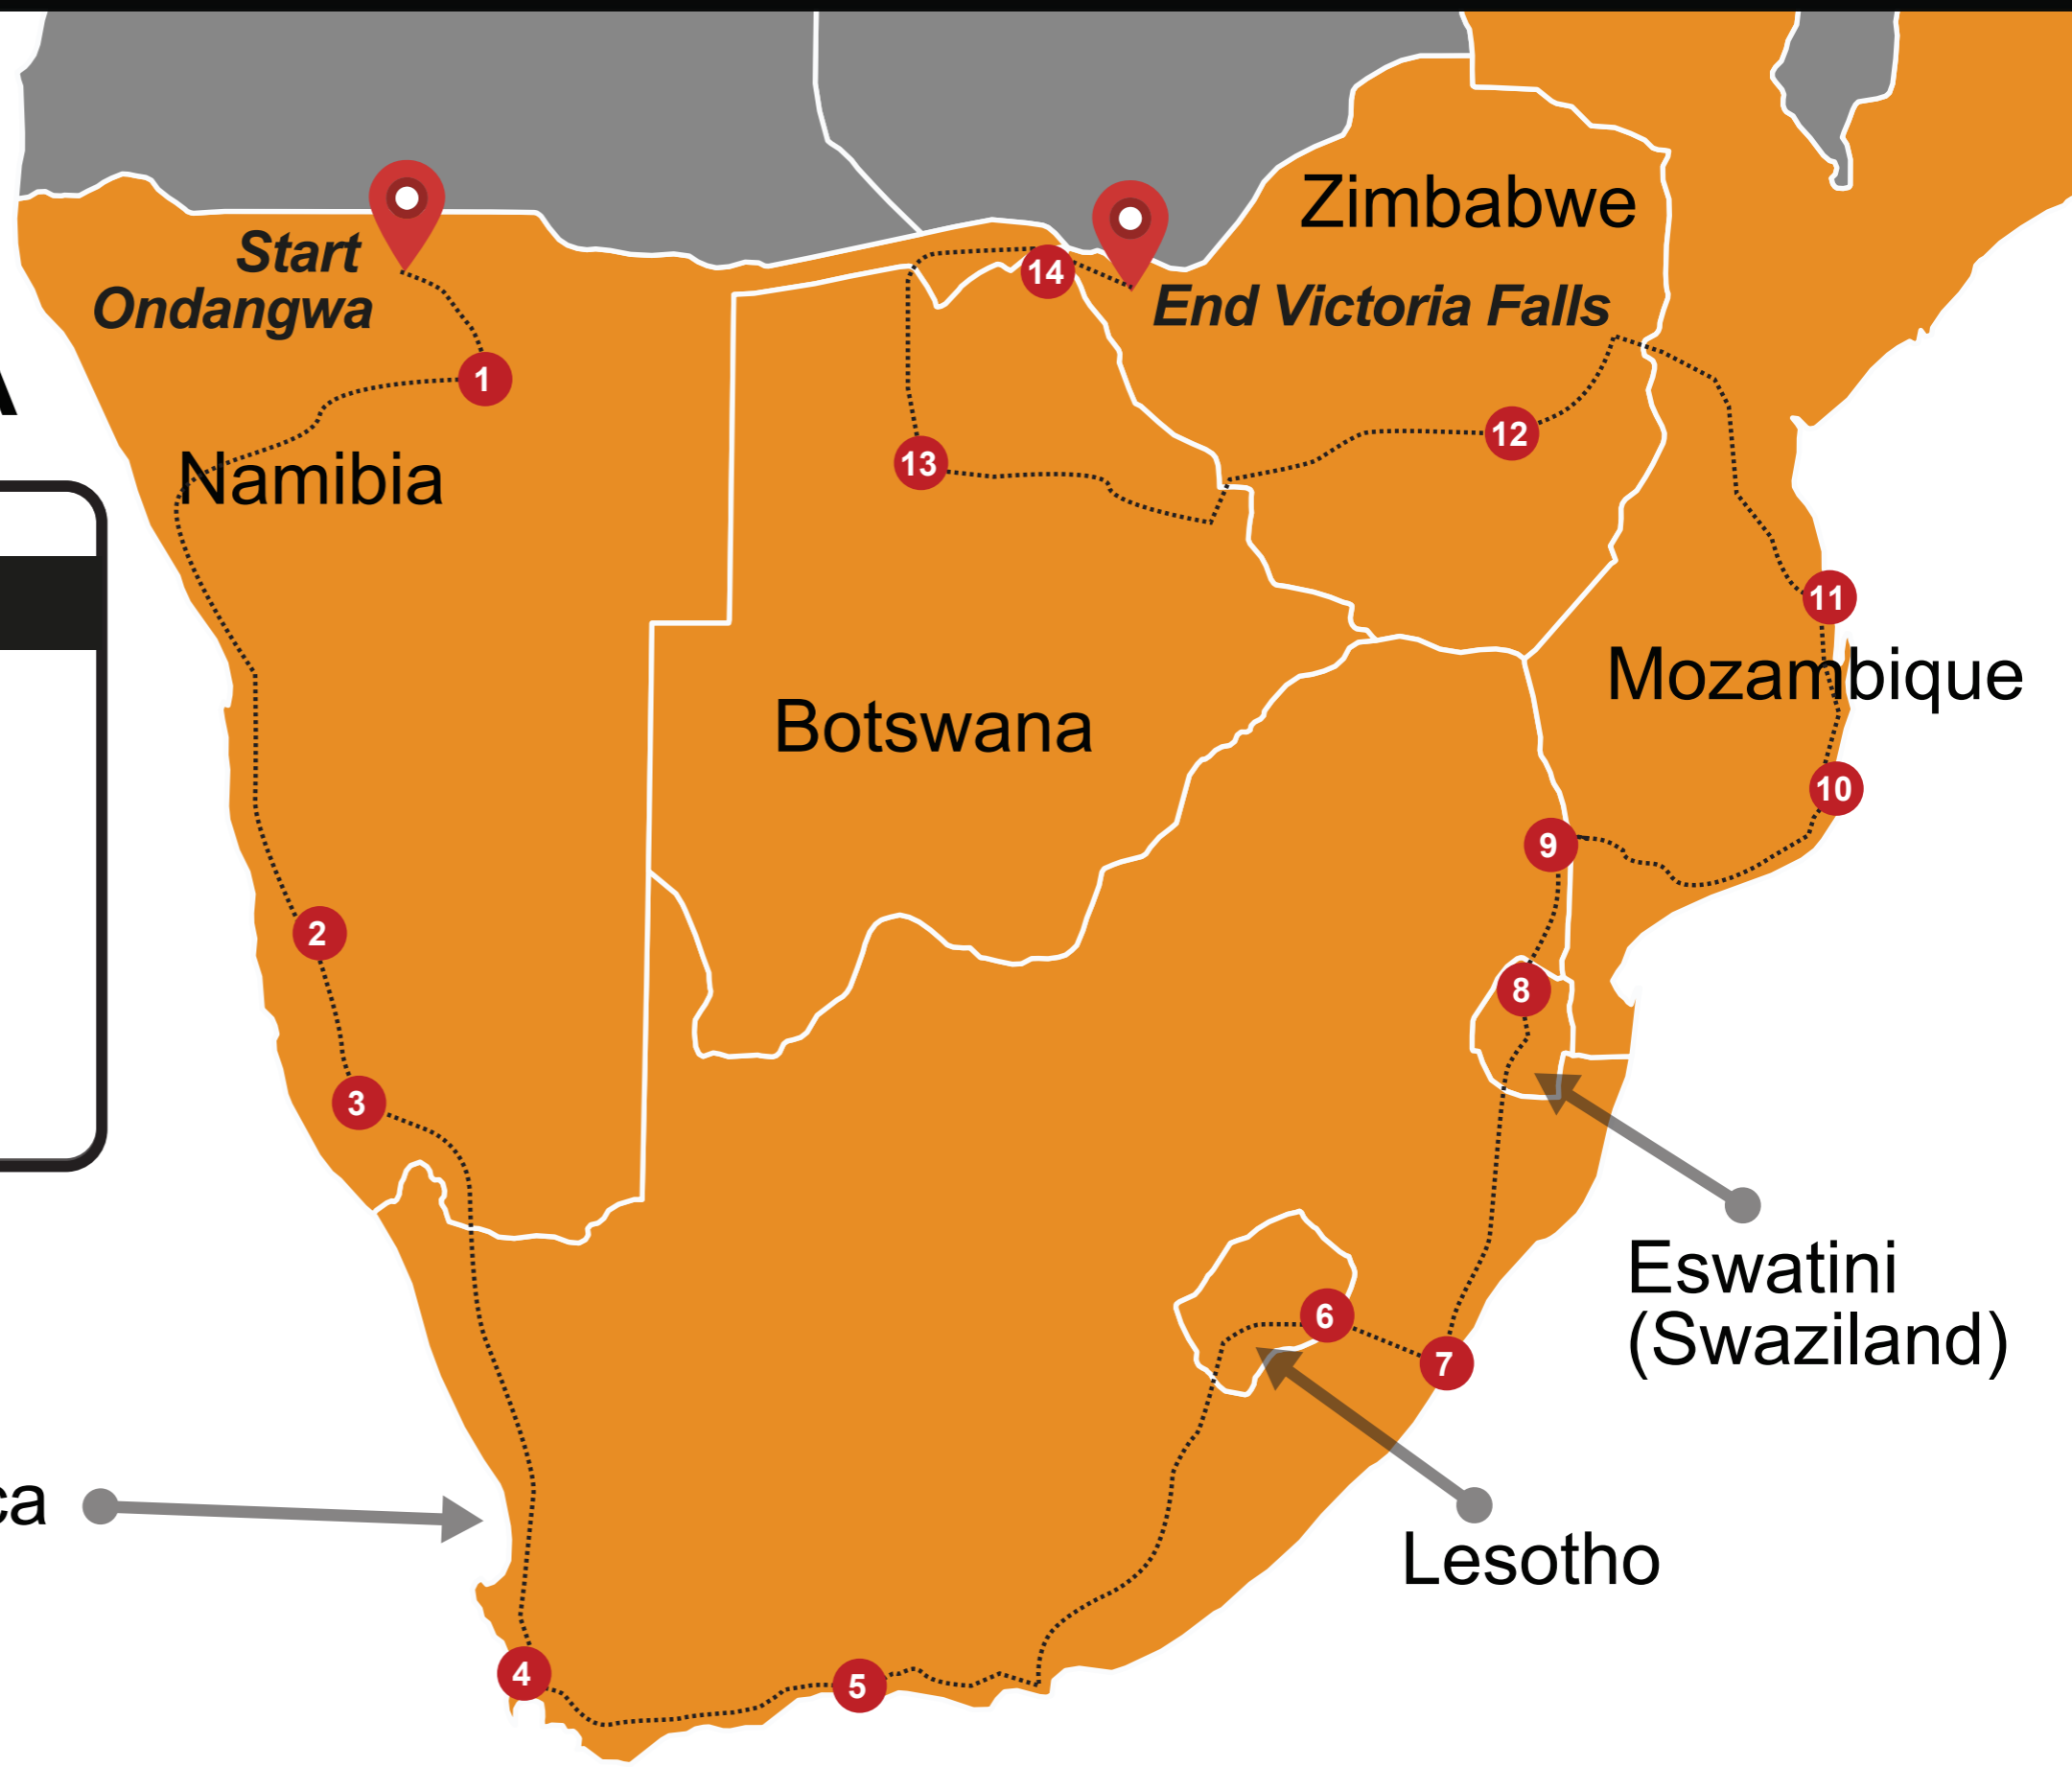 Zimbabwe
Start
Ondangwa
14
End Victoria Falls
1
12
13
Namibia
11
Mozambique
Botswana
10
9
2
8
3
Eswatini
(Swaziland)
6
7
ca
Lesotho
4
5